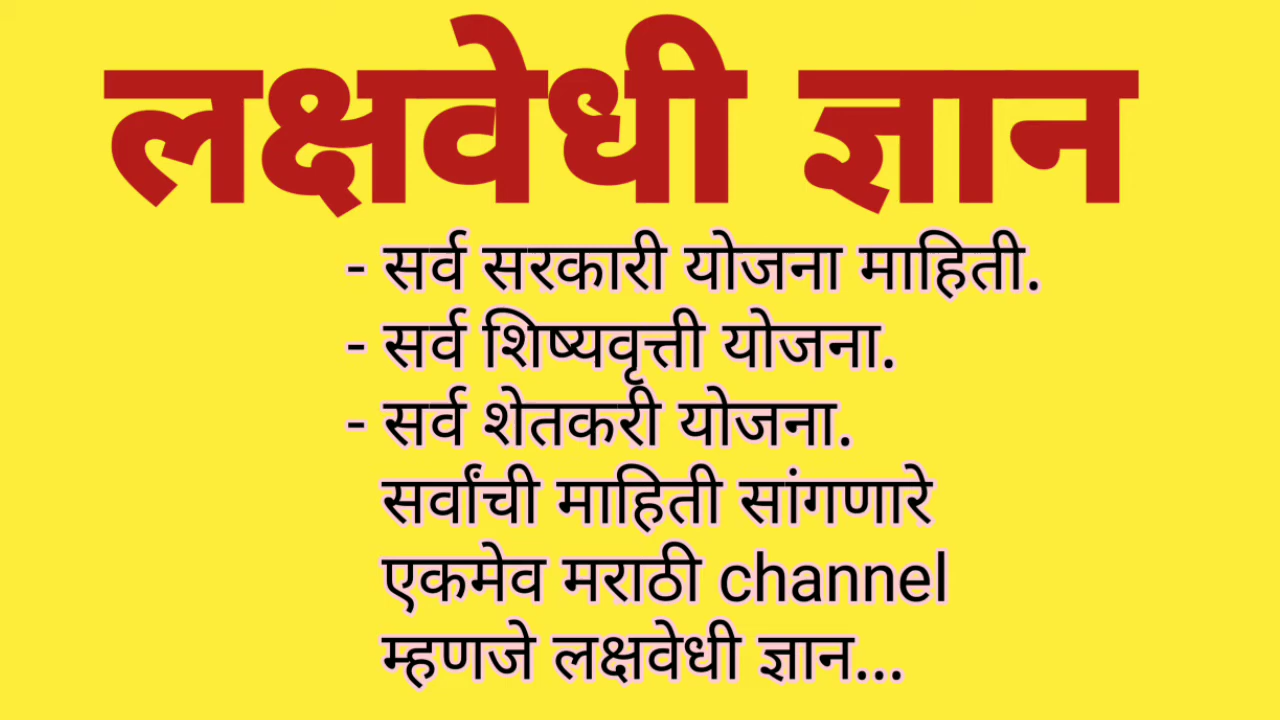 लक्षवेधी ज्ञान
- सर्व सरकारी योजना माहिती.
- सर्व शिष्यवृत्ती योजना.
- सर्व शेतकरी योजना.
सर्वांची माहिती सांगणारे
एकमेव मराठी channel
म्हणजे लक्षवेधी ज्ञान...